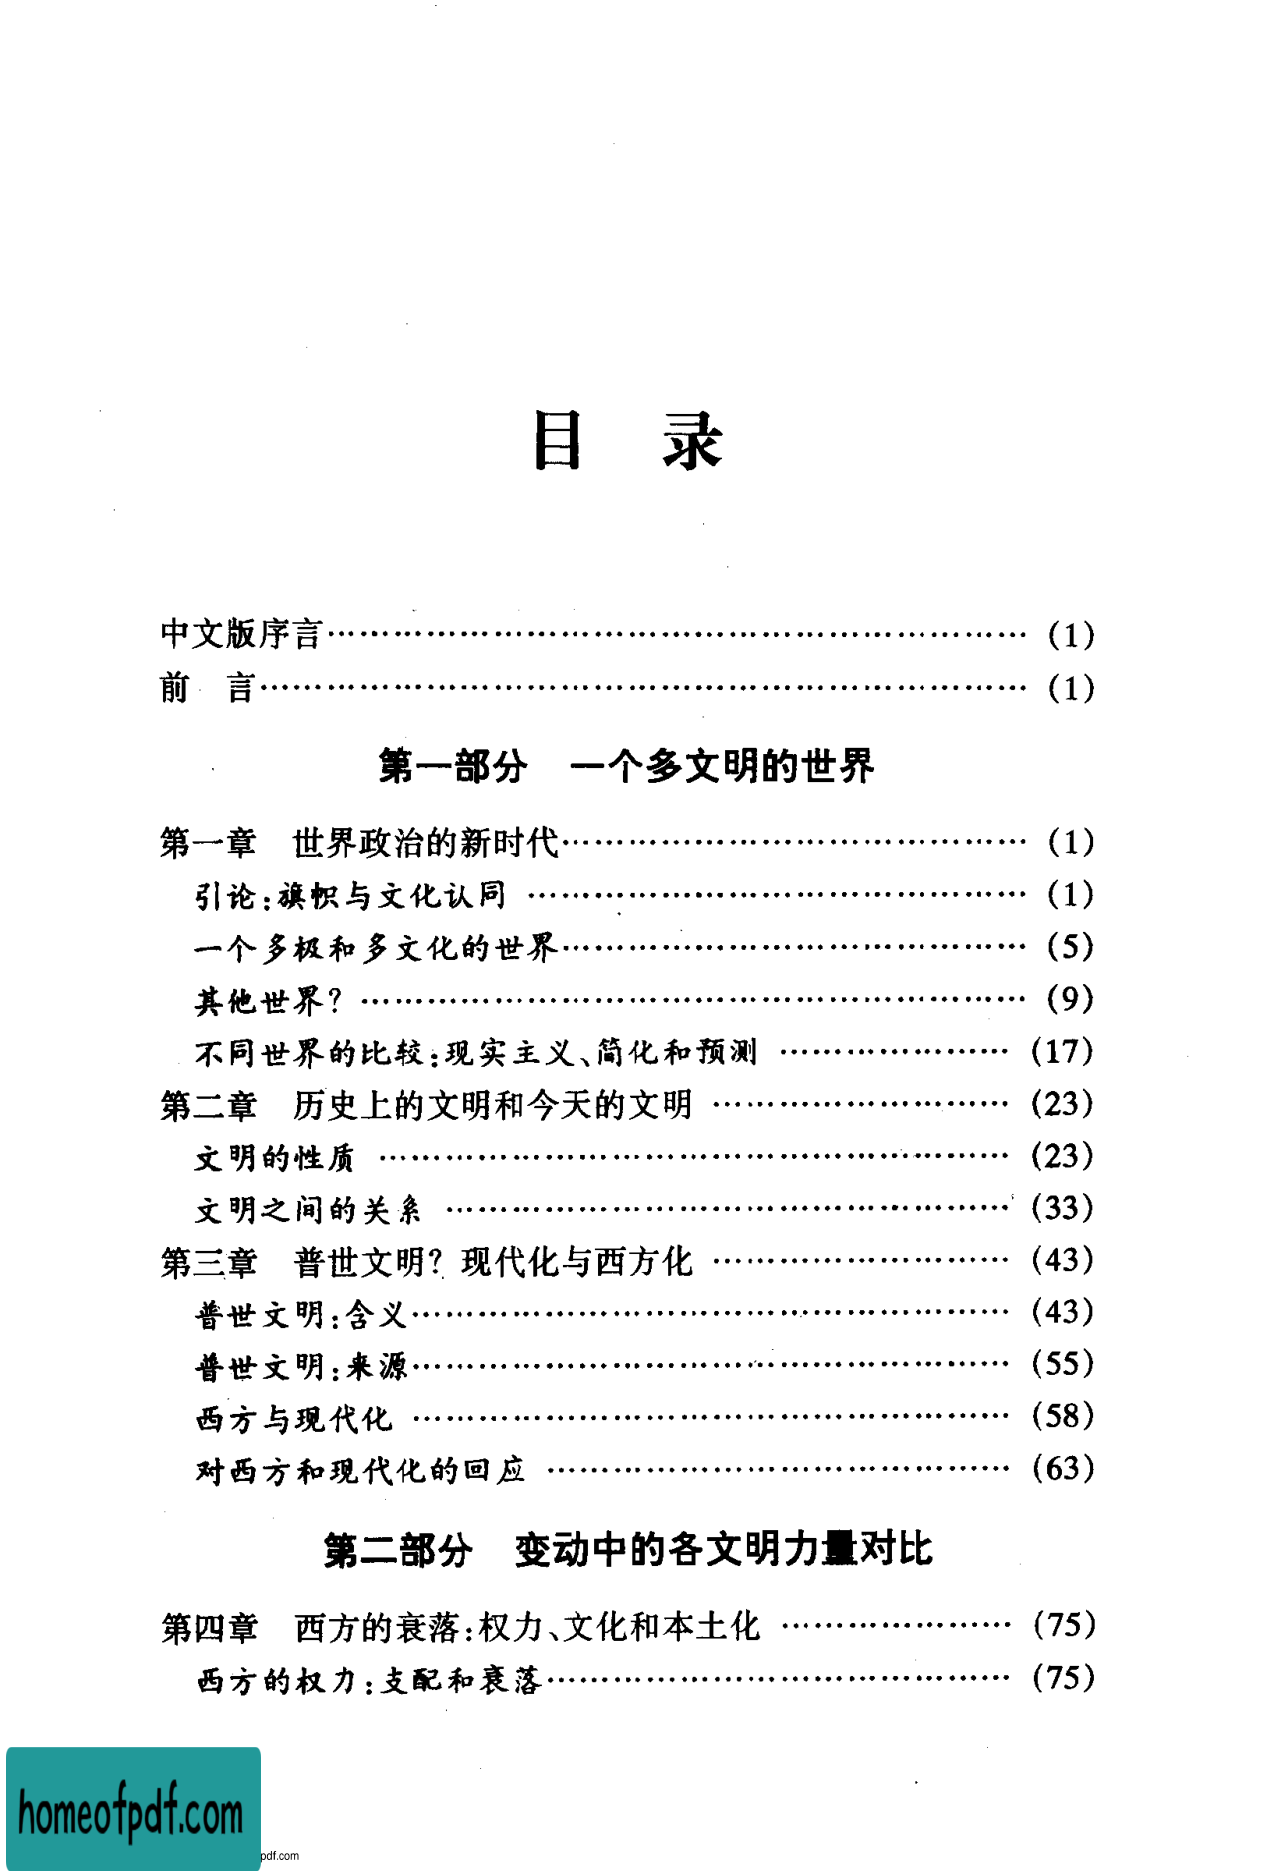 目 录
中文版序言…………………………………………………………… (1)
前 言………………………………………………………………… (1)
第一部分 一个多文明的世界
第一章 世界政治的新时代……………………………………… (1)
引论:旗帜与文化认同 ………………………………………… (1)
一个多极和多文化的世界……………………………………… (5)
其他世界? ……………………………………………………… (9)
不同世界的比较:现实主义、简化和预测 ………………… (17)
第二章 历史上的文明和今天的文明 ……………………… (23)
文明的性质 …………………………………………………… (23)
文明之间的关系 ……………………………………………… (33)
第三章 普世文明?现代化与西方化 ……………………… (43)
普世文明:含义………………………………………………… (43)
普世文明:来源………………………………………………… (55)
西方与现代化 ………………………………………………… (58)
对西方和现代化的回应 ……………………………………… (63)
第二部分 变动中的各文明力量对比
第四章 西方的衰落:权力、文化和本土化 ………………… (75)
西方的权力:支配和衰落……………………………………… (75)
homeofpdf.com
pdf.com